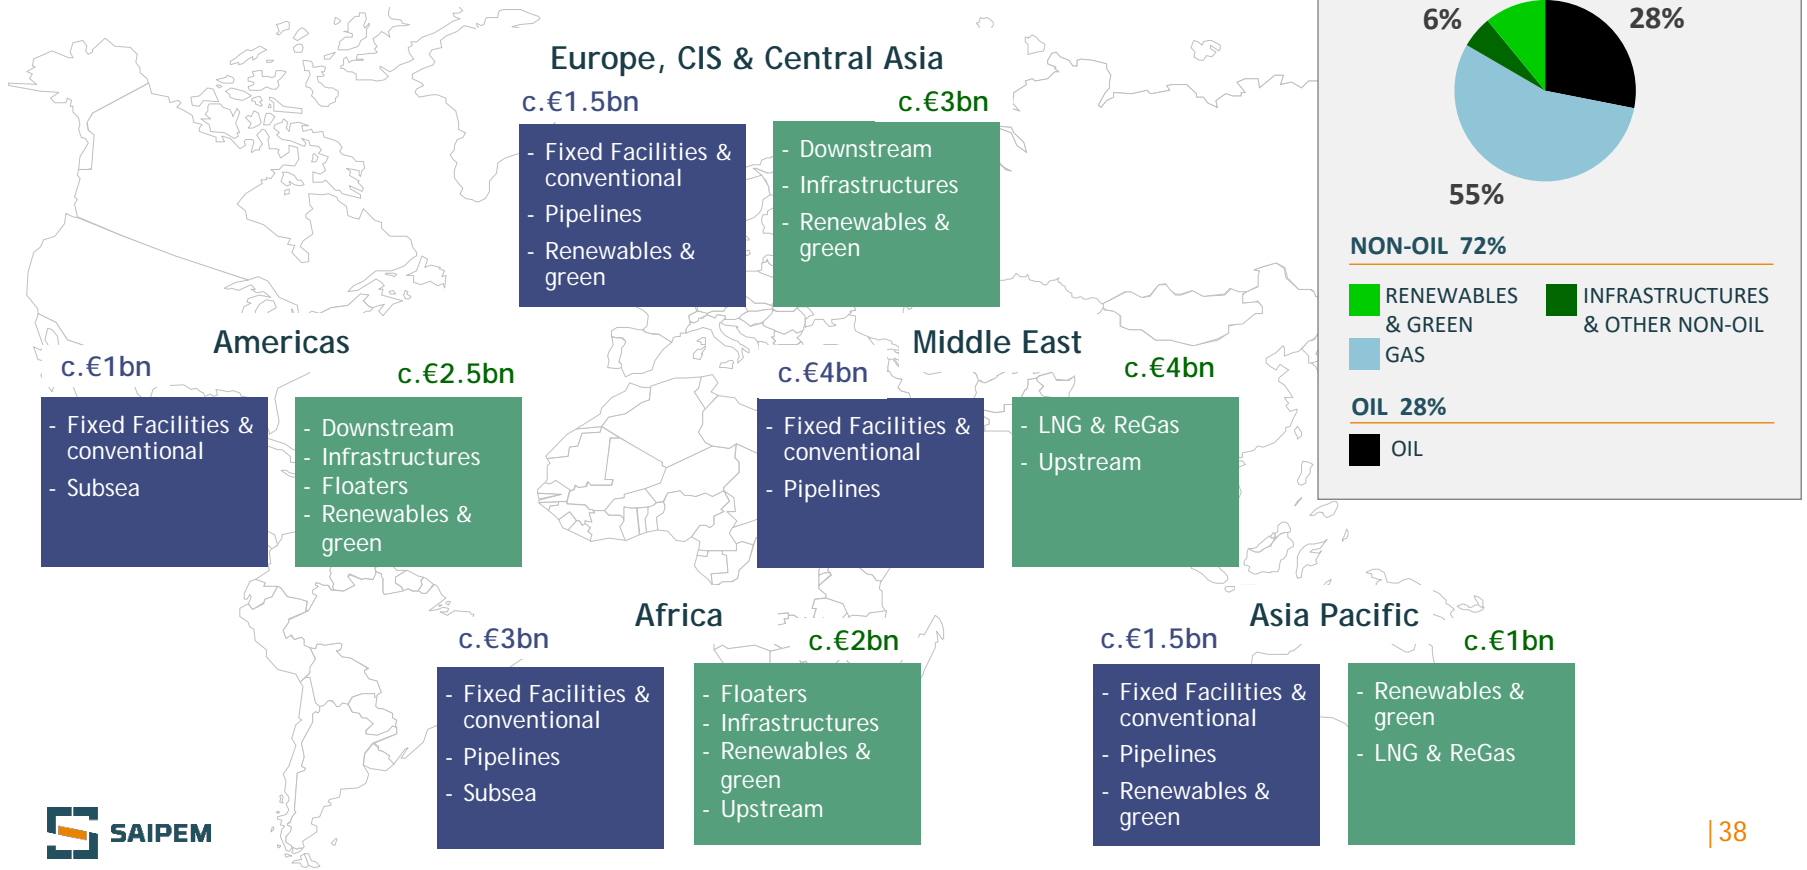 Europe, CIS & Central Asia
c.€1.5bn
c.€3bn
- Fixed Facilities &
conventional
- Pipelines
- Renewables &
green
- Downstream
- Infrastructures
- Renewables &
green
Americas
c.€1bn
c.€2.5bn
- Fixed Facilities &
conventional
- Subsea
- Downstream
- Infrastructures
- Floaters
- Renewables &
green
Middle East
c.€4bn
c.€4bn
- Fixed Facilities &
conventional
- Pipelines
- LNG & ReGas
- Upstream
Africa
c.€3bn
c.€2bn
- Fixed Facilities &
conventional
- Pipelines
- Subsea
- Floaters
- Infrastructures
- Renewables &
green
- Upstream
Asia Pacific
c.€1.5bn
c.€1bn
- Fixed Facilities &
conventional
- Pipelines
- Renewables &
green
- Renewables &
green
- LNG & ReGas
6%
28%
55%
NON-OIL 72%
RENEWABLES
& GREEN
INFRASTRUCTURES
& OTHER NON-OIL
GAS
OIL 28%
OIL
SAIPEM
|38